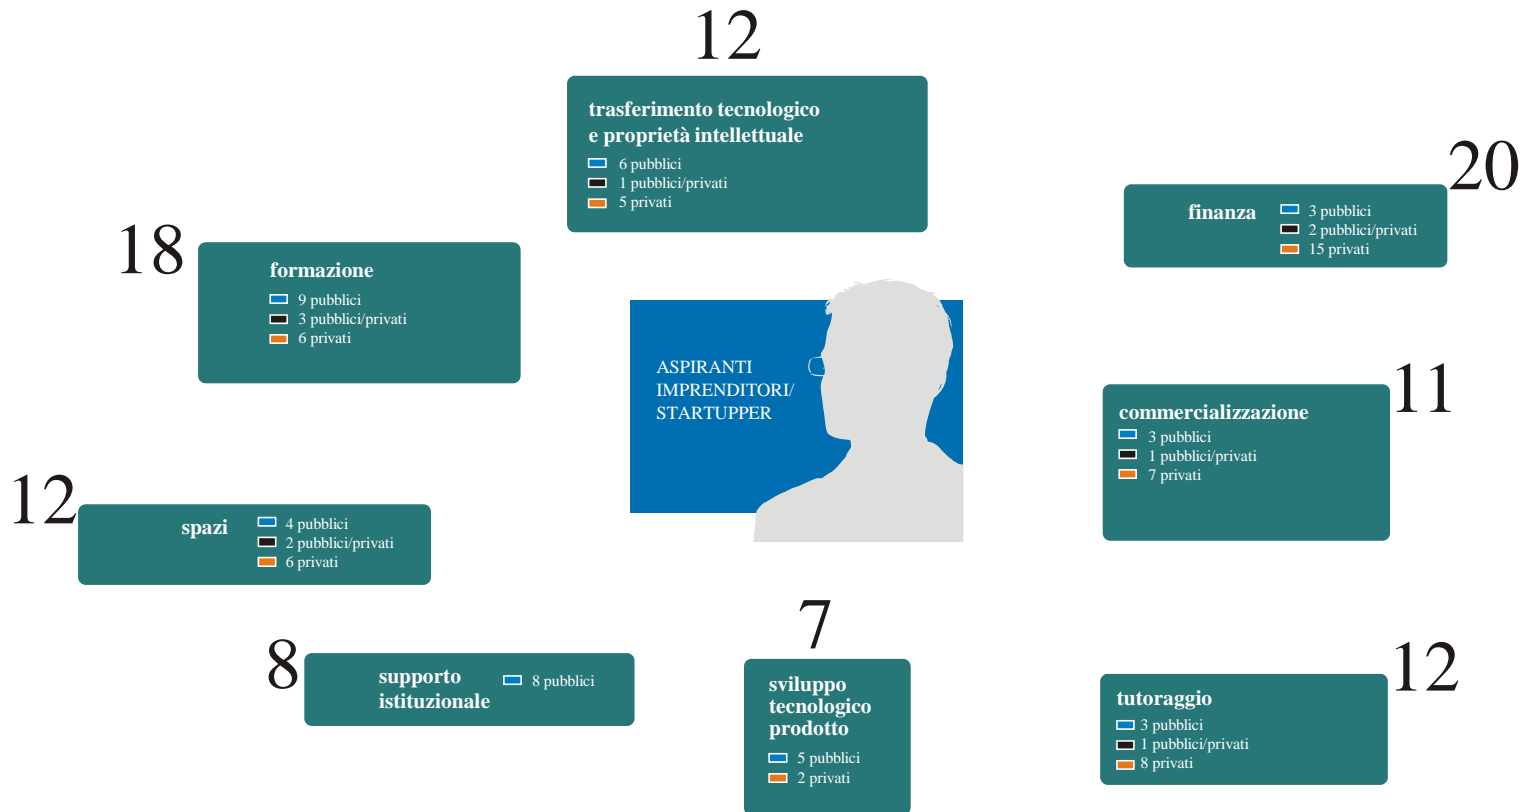 12
trasferimento tecnologico
e proprietà intellettuale
6 pubblici
1 pubblici/privati
5 privati
20
finanza
3 pubblici
2 pubblici/privati
15 privati
18
formazione
9 pubblici
3 pubblici/privati
6 privati
ASPIRANTI
IMPRENDITORI/
STARTUPPER
11
commercializzazione
3 pubblici
1 pubblici/privati
7 privati
12
spazi
4 pubblici
2 pubblici/privati
6 privati
8
supporto
istituzionale
8 pubblici
7
sviluppo
tecnologico
prodotto
5 pubblici
2 privati
12
tutoraggio
3 pubblici
1 pubblici/privati
8 privati